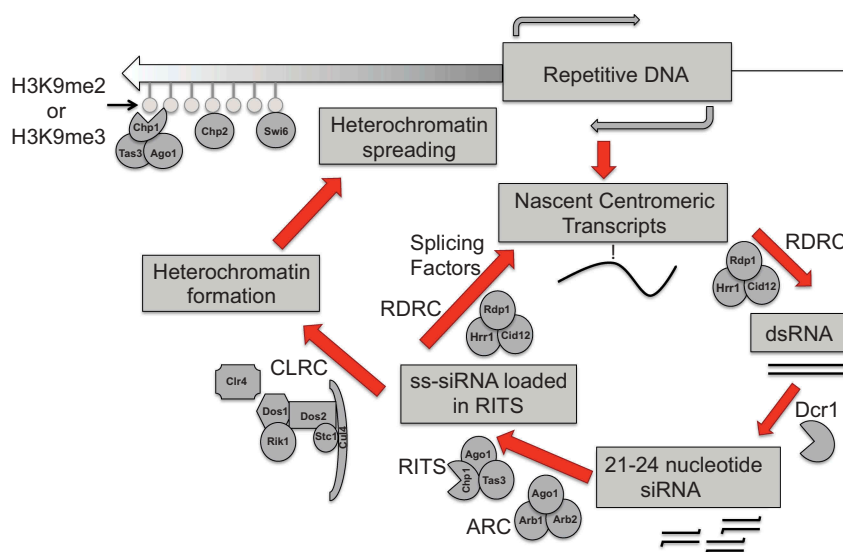 Repetitive DNA
H3K9me2
or
H3K9me3
Chp1
Tas3
Ago1
Chp2
Swi6
Heterochromatin
spreading
Nascent Centromeric
Transcripts
!
Splicing
Factors
RDRC
Rdp1
Hrr1
Cid12
RDRC
Rdp1
Hrr1
Cid12
Heterochromatin
formation
dsRNA
CLRC
Clr4
Dos1
Dos2
Rik1
Stc1
Cul4
ss-siRNA loaded
in RITS
Dcr1
RITS
Ago1
Chp1
Tas3
ARC
Ago1
Arb1
Arb2
21-24 nucleotide
siRNA